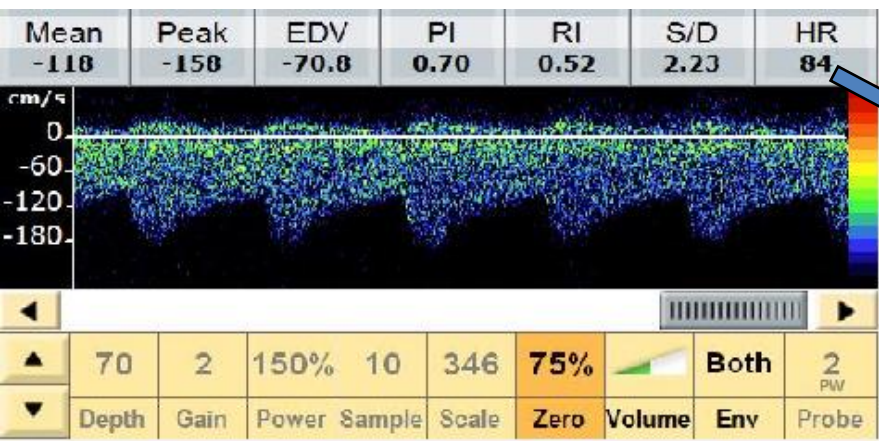 Mean Peak EDV PI RI S/D HR
-118 -158 -70.8 0.70 0.52 2.23 84
cm/s
0
-60
-120
-180
70 2 150% 10 346 75% Both 2
PW
Depth Gain Power Sample Scale Zero Volume Env Probe